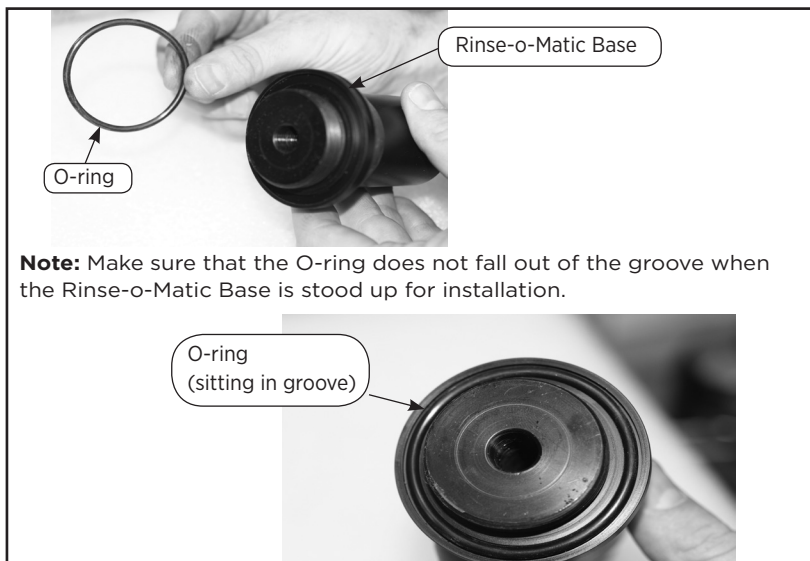 Rinse-o-Matic Base
O-ring
Note: Make sure that the O-ring does not fall out of the groove when
the Rinse-o-Matic Base is stood up for installation.
O-ring
(sitting in groove)